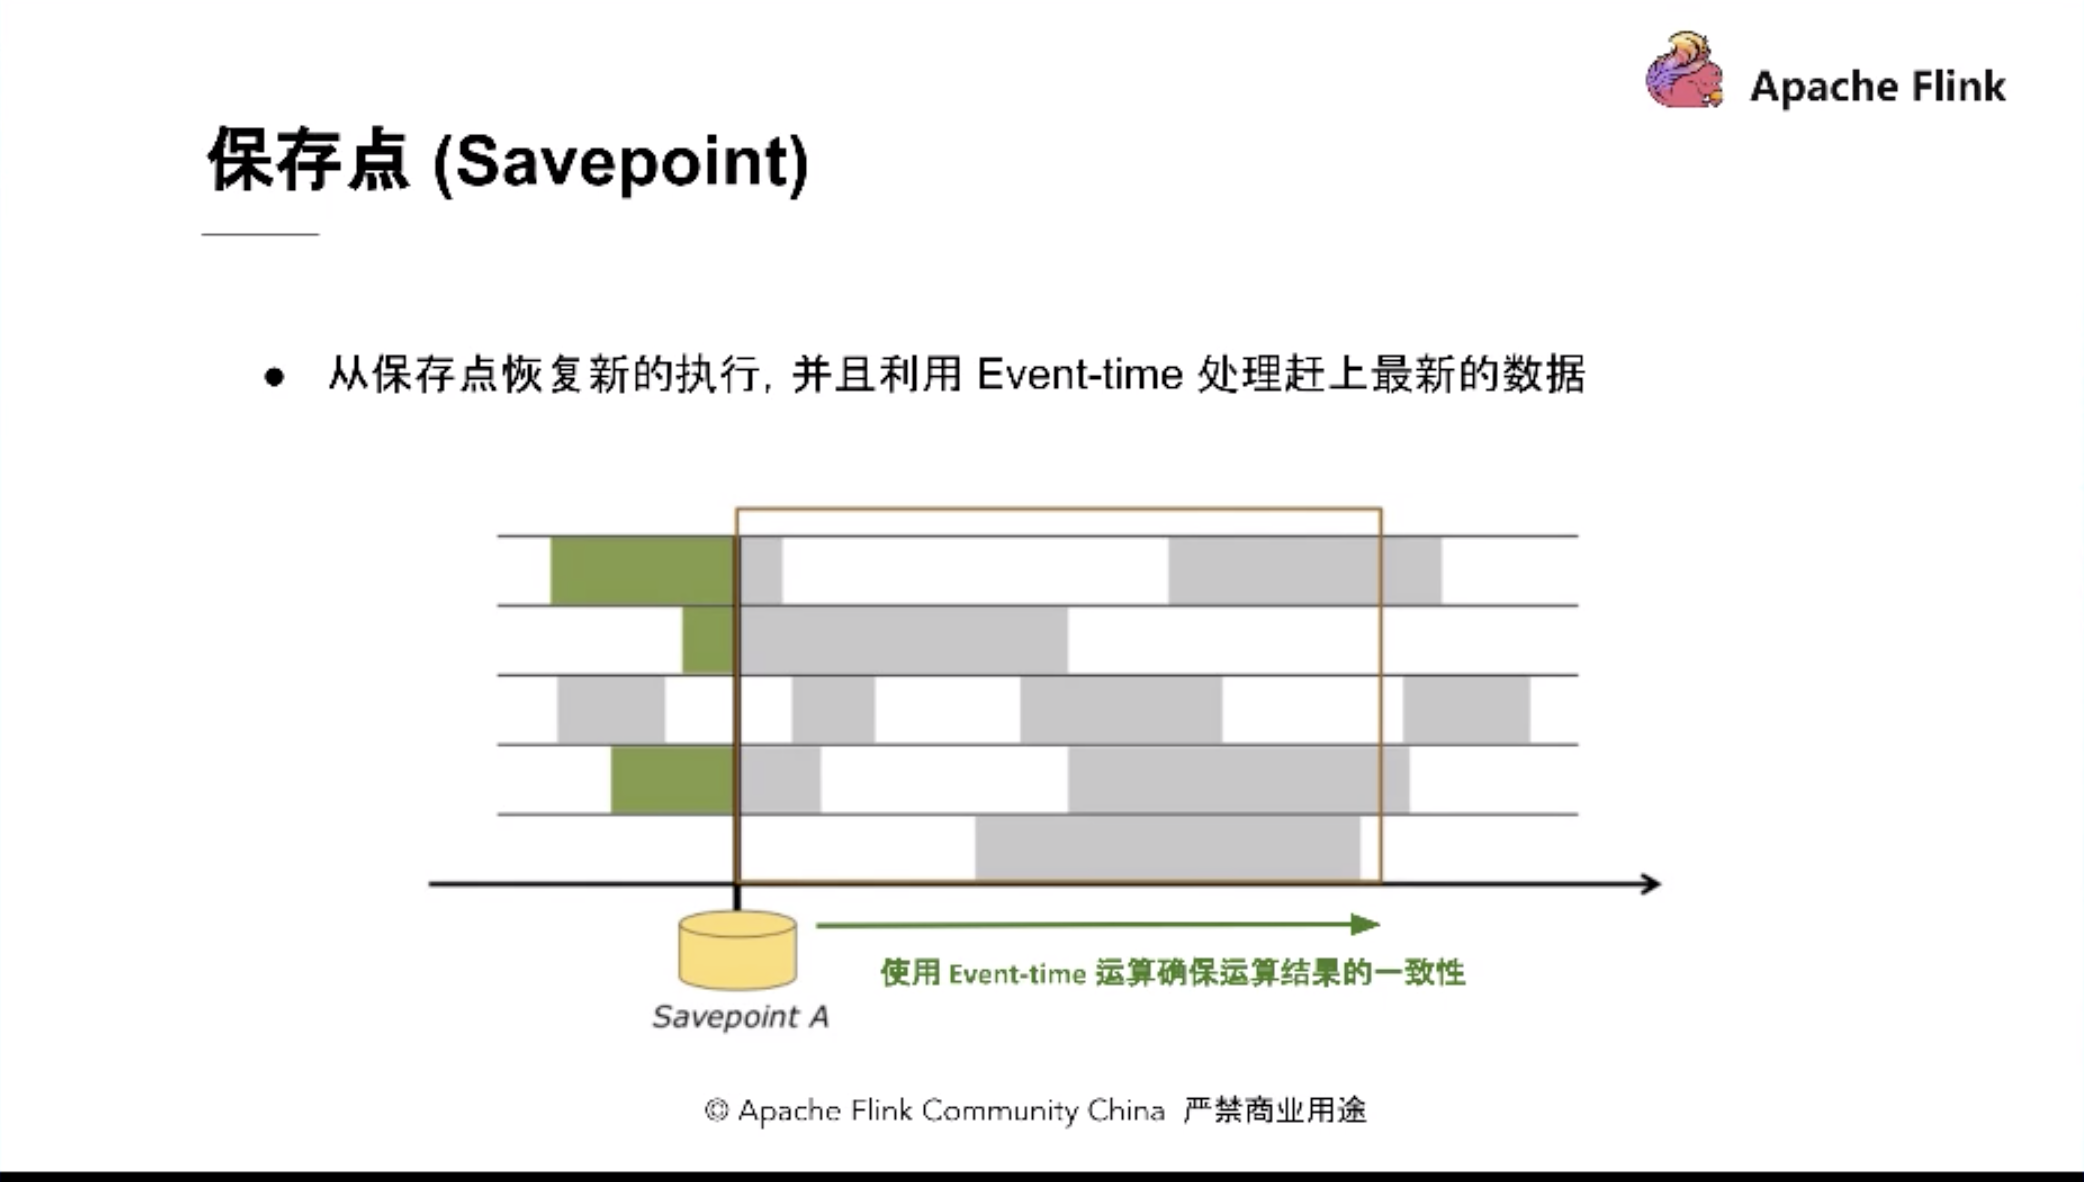 Apache Flink
保存点 (Savepoint)
● 从保存点恢复新的执行, 并且利用 Event-time 处理赶上最新的数据
使用 Event-time 运算确保运算结果的一致性
Savepoint A
© Apache Flink Community China 严禁商业用途